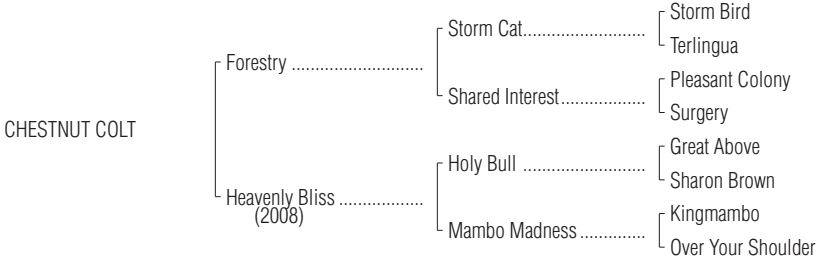 Storm Bird
Storm Cat..........................
Terlingua
Forestry ............................
Pleasant Colony
Shared Interest..................
Surgery
CHESTNUT COLT
Great Above
Holy Bull ..........................
Sharon Brown
Heavenly Bliss ..................
(2008)
Kingmambo
Mambo Madness ..............
Over Your Shoulder